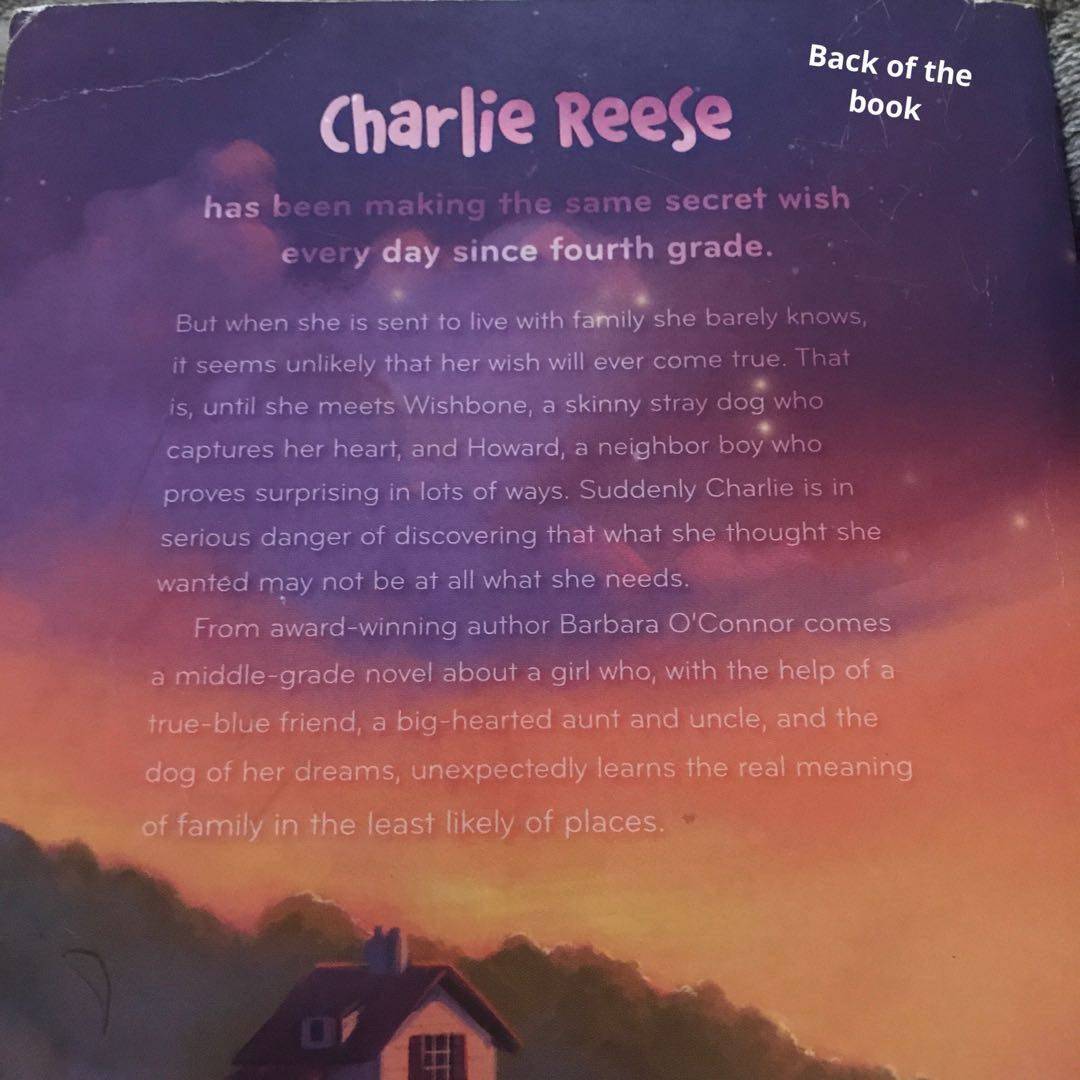 Back of the
book
Charlie Reese
has been making the same secret wish
every day since fourth grade.
But when she is sent to live with family she barely knows,
it seems unlikely that her wish will ever come true. That
is, until she meets Wishbone, a skinny stray dog who
captures her heart, and Howard, a neighbor boy who
proves surprising in lots of ways. Suddenly Charlie is in
serious danger of discovering that what she thought she
wanted may not be at all what she needs.
From award-winning author Barbara O'Connor comes
a middle-grade novel about a girl who, with the help of a
true-blue friend, a big-hearted aunt and uncle, and the
dog of her dreams, unexpectedly learns the real meaning
of family in the least likely of places.